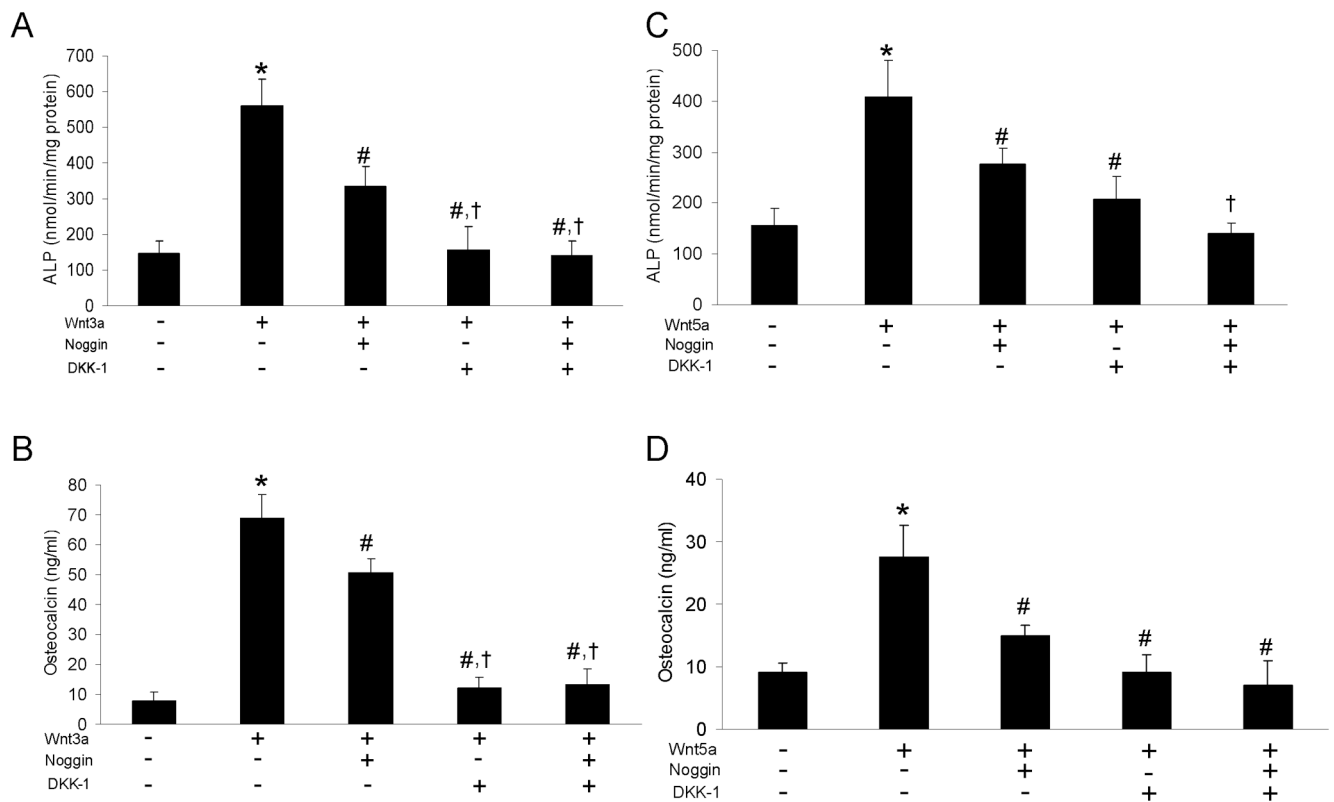 A
ALP (nmol/min/mg protein)
700
600
500
400
300
200
100
0
*
#
#,†
#,†
Wnt3a - + + + +
Noggin - - + - +
DKK-1 - - - + +
C
ALP (nmol/min/mg protein)
500
400
300
200
100
0
*
#
#
†
Wnt5a - + + + +
Noggin - - + - +
DKK-1 - - - + +
B
Osteocalcin (ng/ml)
80
70
60
50
40
30
20
10
0
*
#
#,†
#,†
Wnt3a - + + + +
Noggin - - + - +
DKK-1 - - - + +
D
Osteocalcin (ng/ml)
40
30
20
10
0
*
#
#
#
Wnt5a - + + + +
Noggin - - + - +
DKK-1 - - - + +